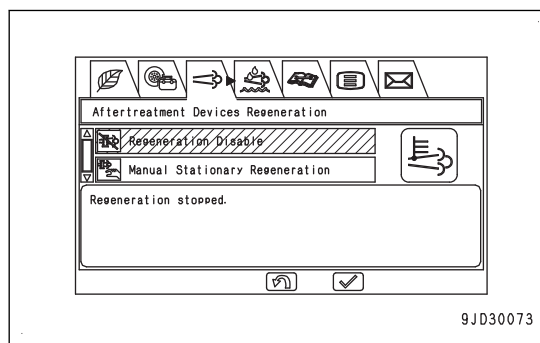 Aftertreatment Devices Regeneration
Regeneration Disable
Manual Stationary Regeneration
Regeneration stopped.
9JD30073